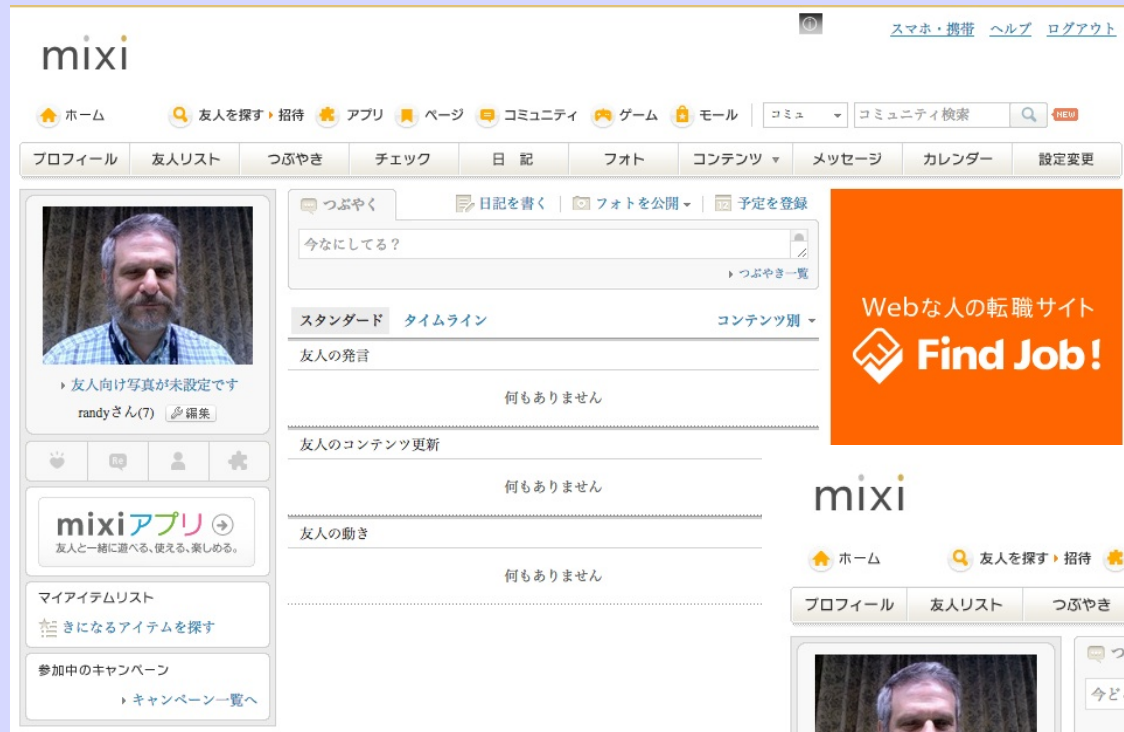 スマホ・携帯 ヘルプ ログアウト
mixi
ホーム 友人を探す 招待 アプリ ページ コミュニティ ゲーム モール コミュ コミュニティ検索 NEW
プロフィール 友人リスト つぶやき チェック 日 記 フォト コンテンツ メッセージ カレンダー 設定変更
つぶやく 日記を書く フォトを公開 12 予定を登録
今なにしてる？
つぶやき一覧
友人向け写真が未設定です
randyさん(7) 編集
Re
mixiアプリ
友人と一緒に遊べる、使える、楽しめる。
マイアイテムリスト
きになるアイテムを探す
参加中のキャンペーン
キャンペーン一覧へ
スタンダード タイムライン コンテンツ別
友人の発言
何もありません
友人のコンテンツ更新
何もありません
友人の動き
何もありません
Webな人の転職サイト
Find Job!
mixi
ホーム 友人を探す 招待
プロフィール 友人リスト つぶやき
つ
今ど